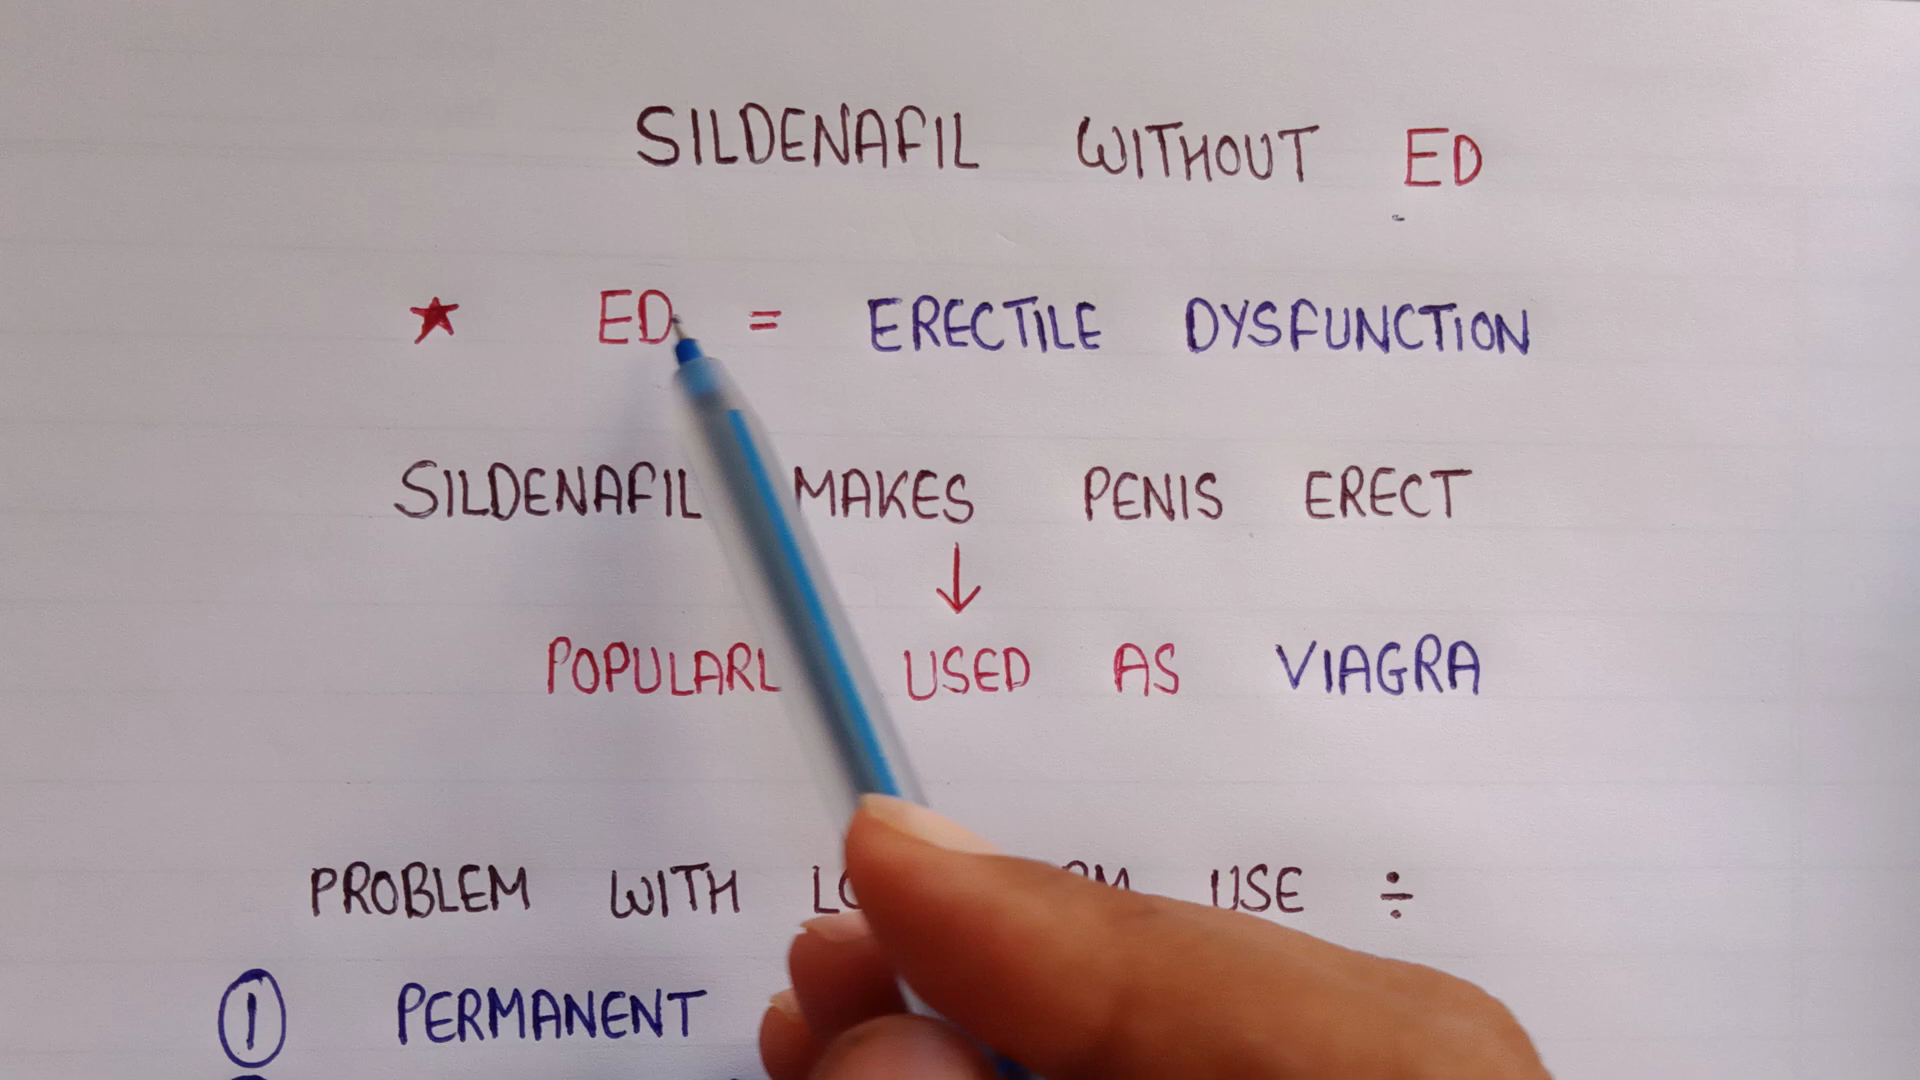 SILDENAFIL WITHOUT ED
★ ED = ERECTILE DYSFUNCTION
SILDENAFIL MAKES PENIS ERECT
↓
POPULARL USED AS VIAGRA
PROBLEM WITH USE ÷
① PERMANENT